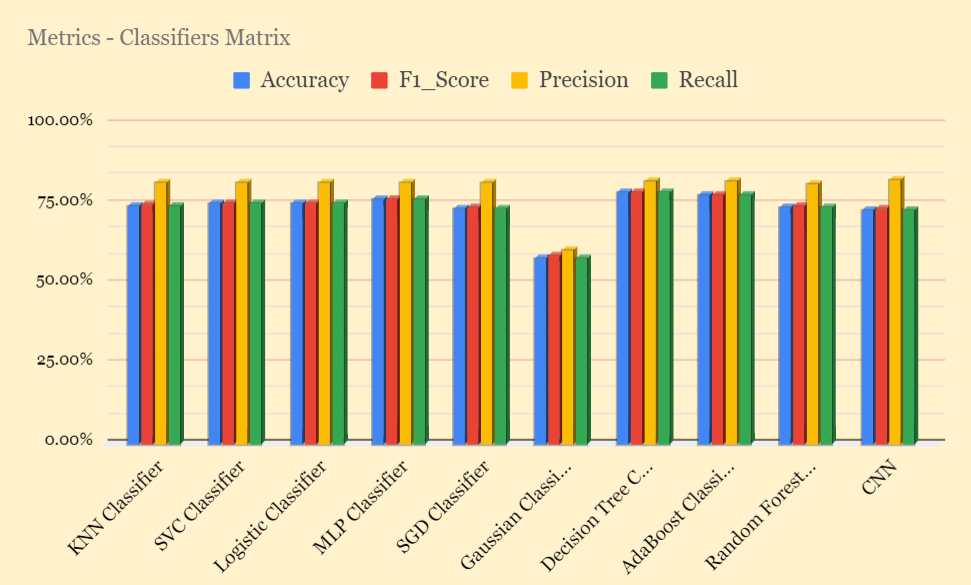 Metrics - Classifiers Matrix
Accuracy F1_Score Precision Recall
100.00%
75.00%
50.00%
25.00%
0.00%
KNN Classifier
SVC Classifier
Logistic Classifier
MLP Classifier
SGD Classifier
Gaussian Classi...
Decision Tree C...
AdaBoost Classi...
Random Forest...
CNN